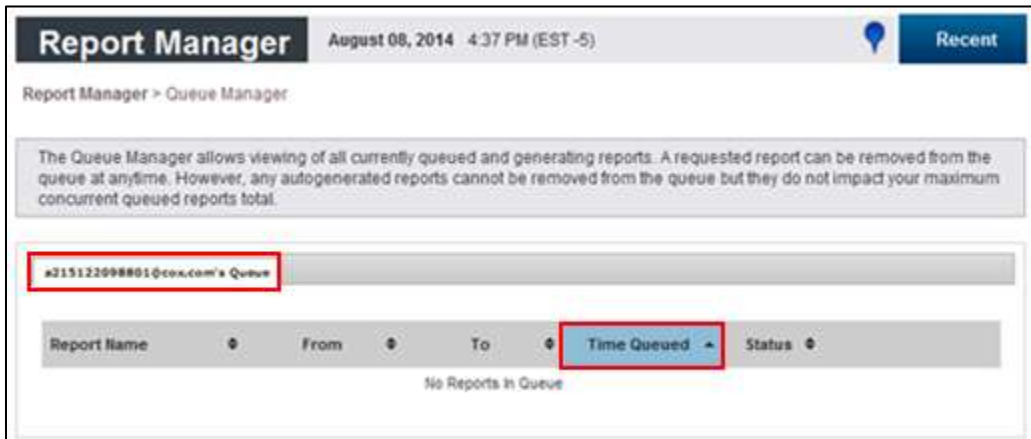 Report Manager August 08, 2014 4:37 PM (EST -5) Recent
Report Manager > Queue Manager
The Queue Manager allows viewing of all currently queued and generating reports. A requested report can be removed from the
queue at anytime. However, any autogenerated reports cannot be removed from the queue but they do not impact your maximum
concurrent queued reports total.
a215122098801@cox.com's Queue
Report Name From To Time Queued Status
No Reports In Queue